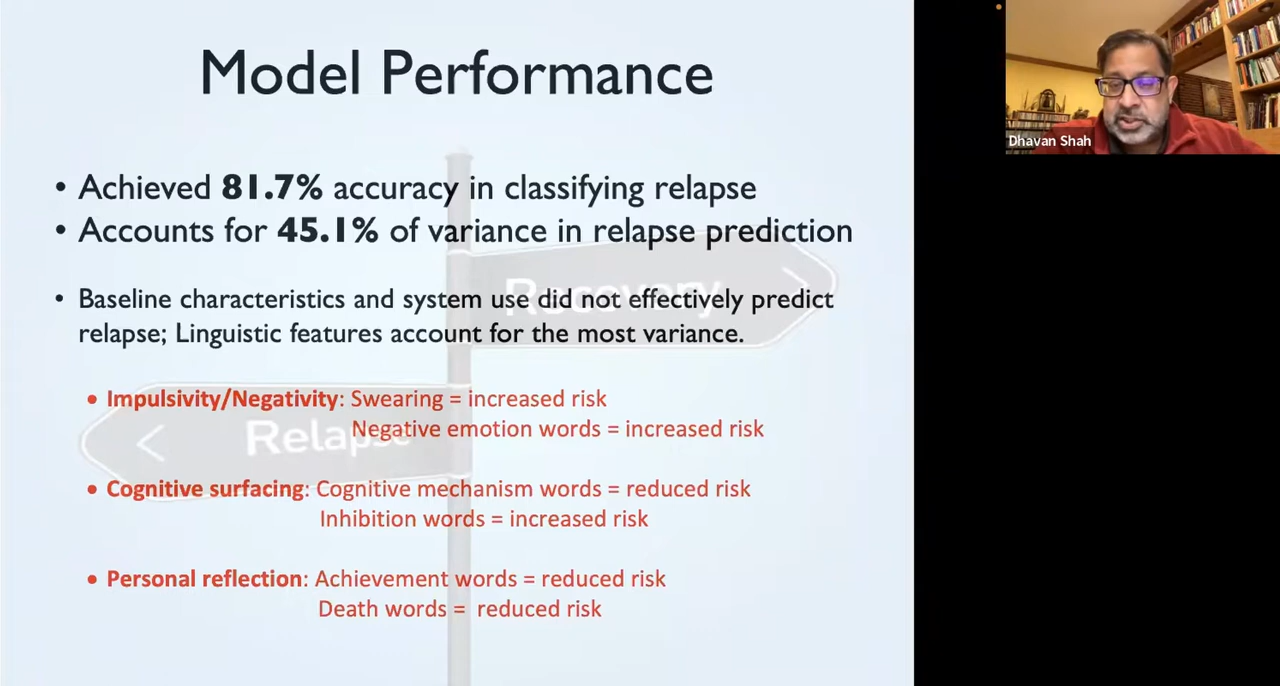 Model Performance
• Achieved 81.7% accuracy in classifying relapse
• Accounts for 45.1% of variance in relapse prediction
• Baseline characteristics and system use did not effectively predict
relapse; Linguistic features account for the most variance.
• Impulsivity/Negativity: Swearing = increased risk
Negative emotion words = increased risk
• Cognitive surfacing: Cognitive mechanism words = reduced risk
Inhibition words = increased risk
• Personal reflection: Achievement words = reduced risk
Death words = reduced risk
Recovery
Relapse
Dhavan Shah